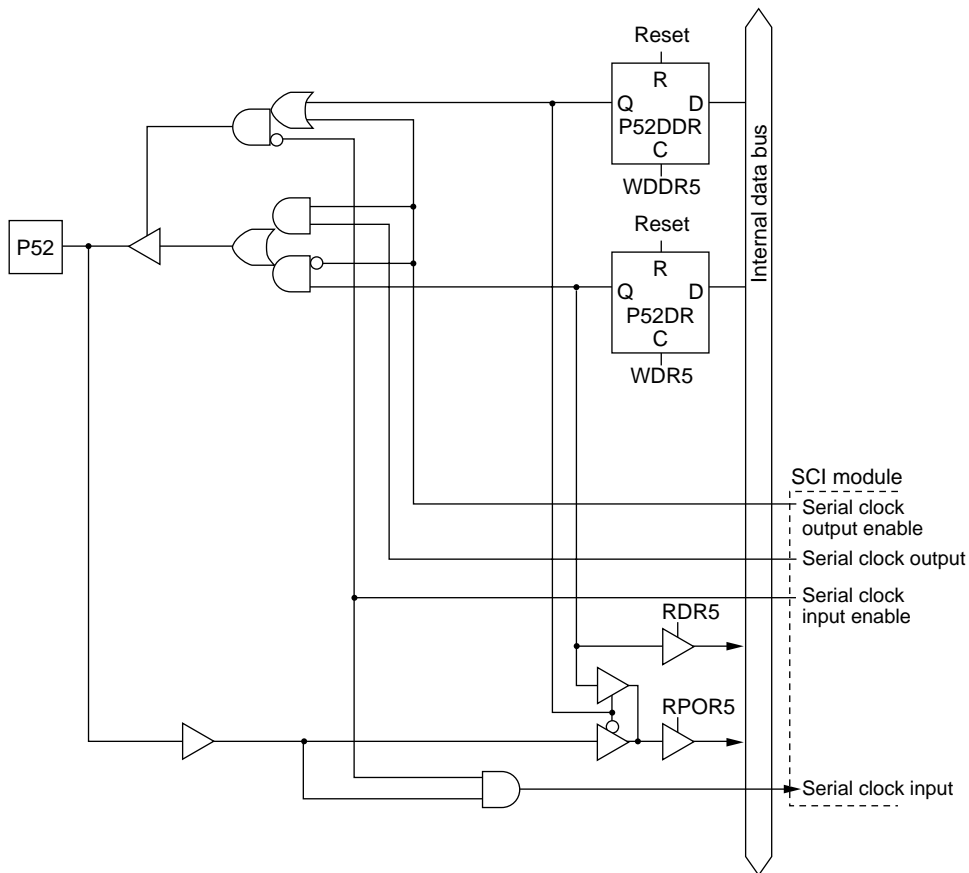 Reset
R
Q
D
P52DDR
C
WDDR5
Internal data bus
Reset
P52
R
Q
D
P52DR
C
WDR5
SCI module
Serial clock
output enable
Serial clock output
Serial clock
input enable
RDR5
RPOR5
Serial clock input